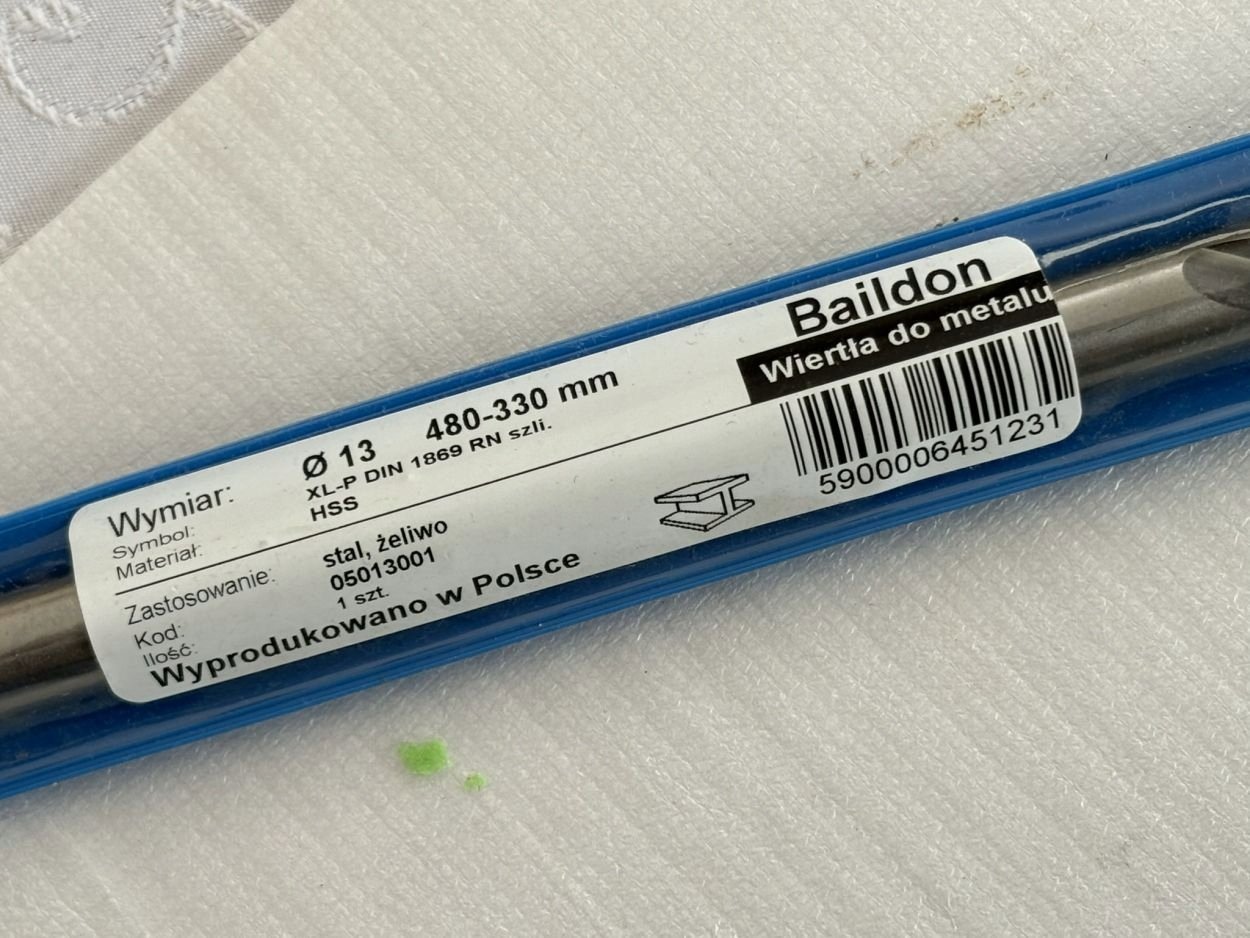 Baildon
Wiertła do metalu
5900006451231
Wymiar: Ø 13 480-330 mm
Symbol: XL-P DIN 1869 RN szli.
Materiał: HSS
Zastosowanie: stal, żeliwo
Kod: 05013001
Ilość: 1 szt.
Wyprodukowano w Polsce